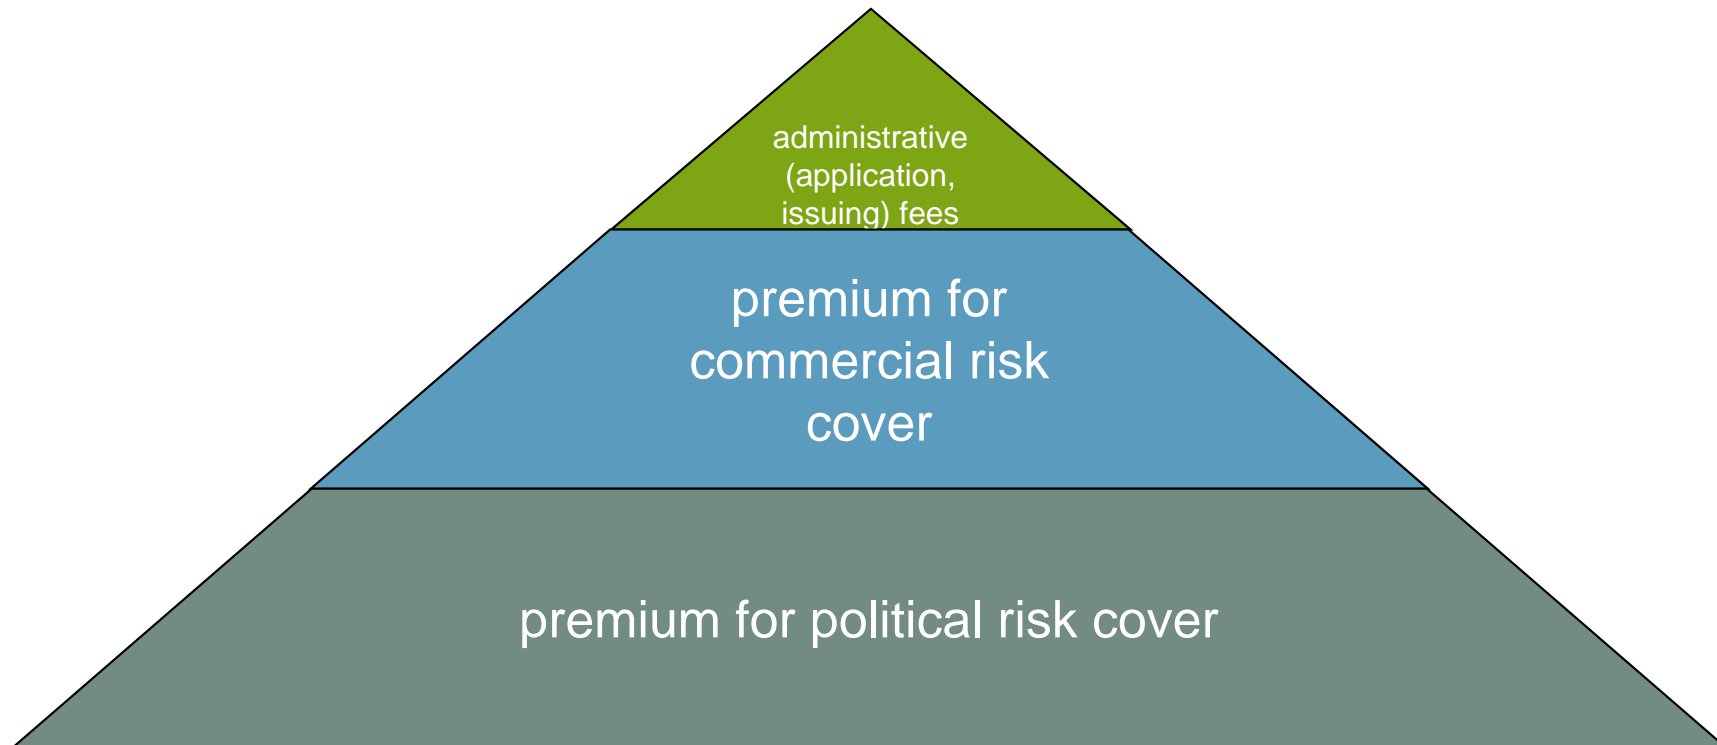 administrative
(application,
issuing) fees
premium for
commercial risk
cover
premium for political risk cover